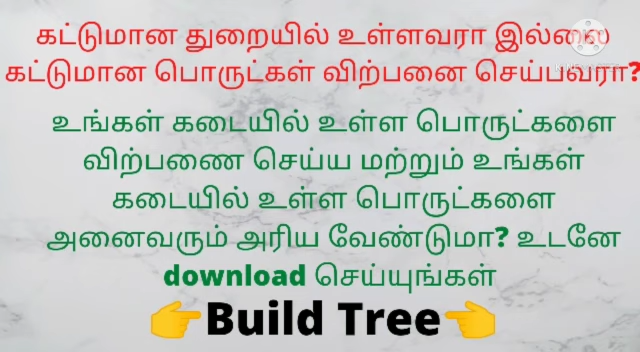 கட்டுமான துறையில் உள்ளவரா இல்லை
கட்டுமான பொருட்கள் விற்பனை செய்பவரா?
உங்கள் கடையில் உள்ள பொருட்களை
விற்பணை செய்ய மற்றும் உங்கள்
கடையில் உள்ள பொருட்களை
அனைவரும் அரிய வேண்டுமா? உடனே
download செய்யுங்கள்
👉Build Tree👈